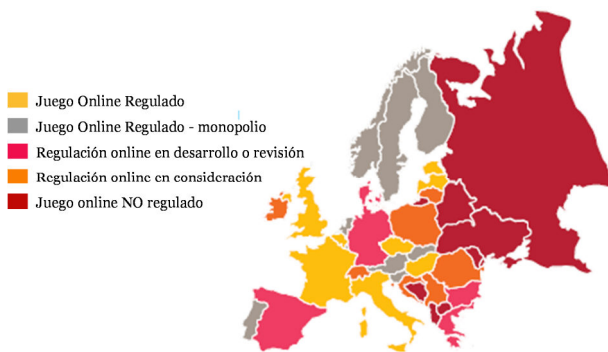 Juego Online Regulado
Juego Online Regulado - monopolio
Regulación online en desarrollo o revisión
Regulación online en consideración
Juego online NO regulado